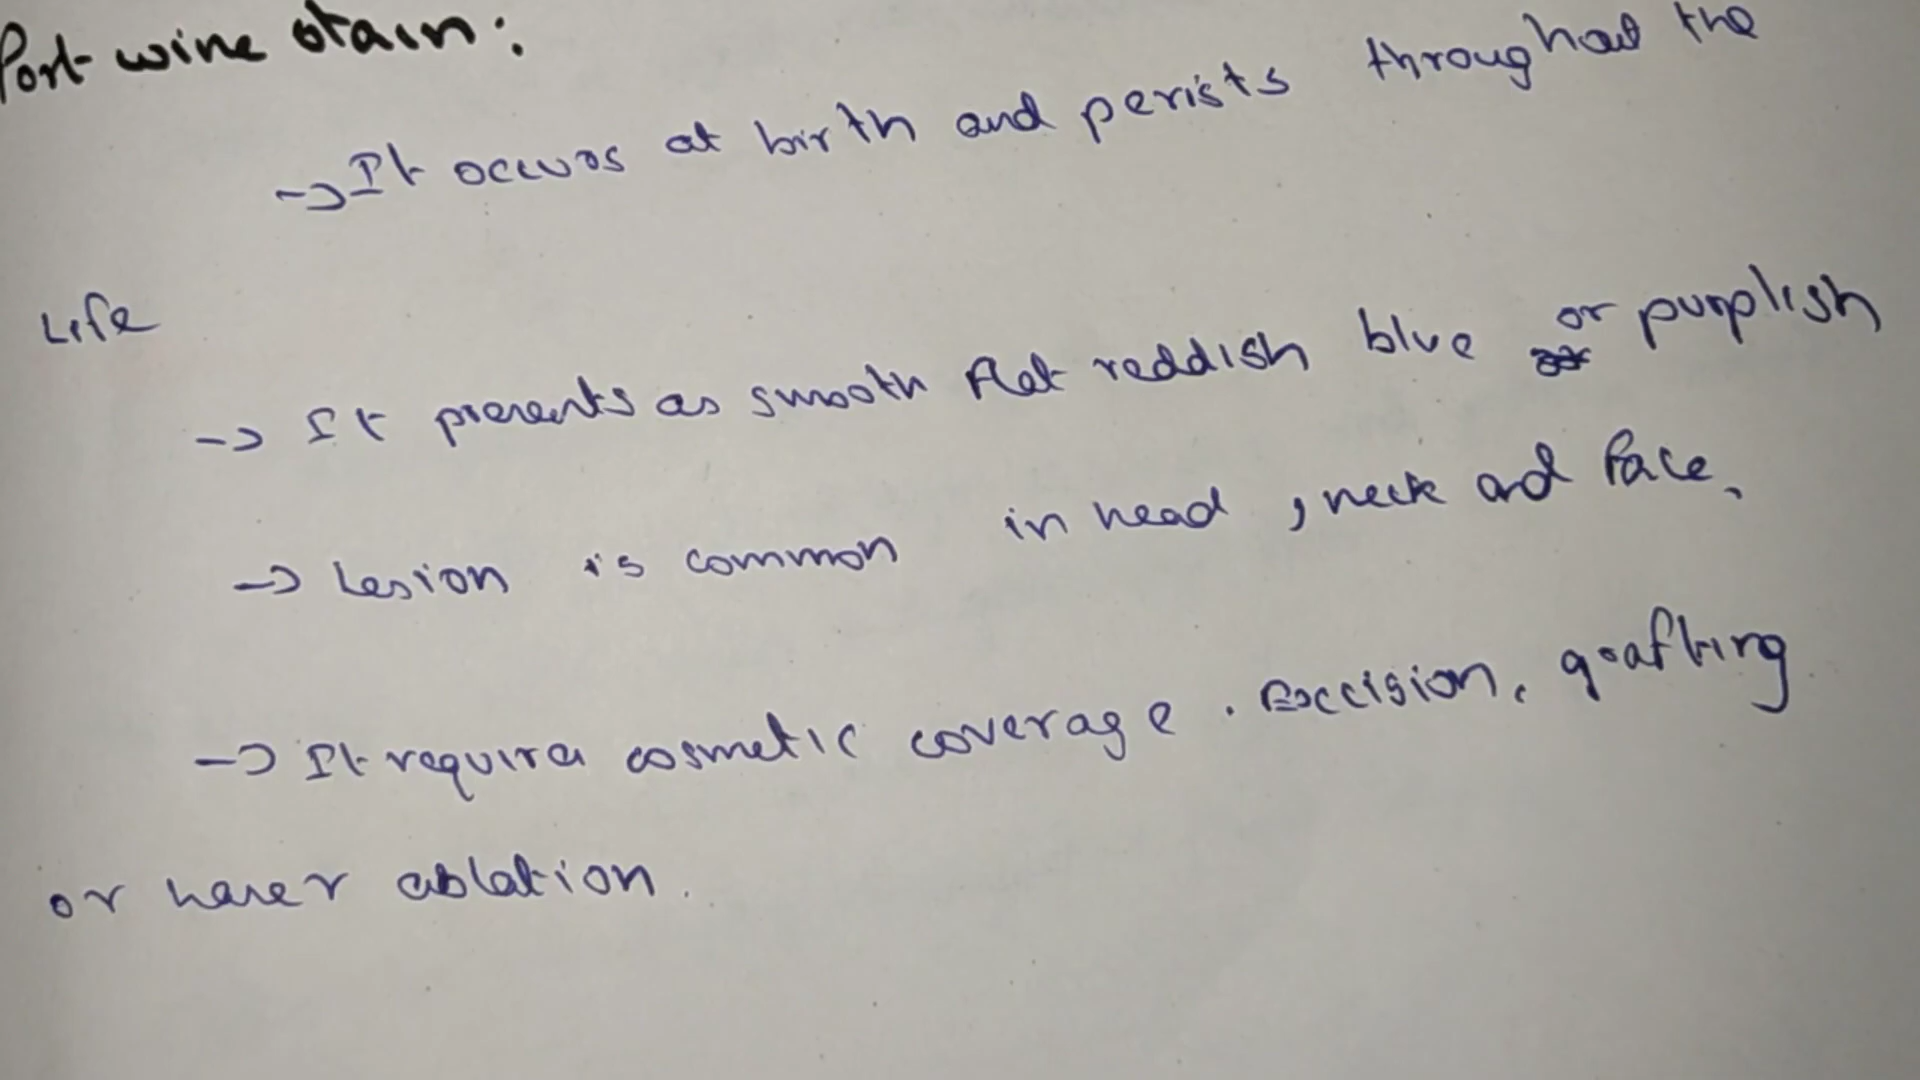 Port wine stain:
→ It occurs at birth and perists throughout the
Life
→ It presents as smooth flat reddish blue or purplish
→ Lesion is common in head, neck and face.
→ It requires cosmetic coverage. Exccision, grafting
or laser ablation.